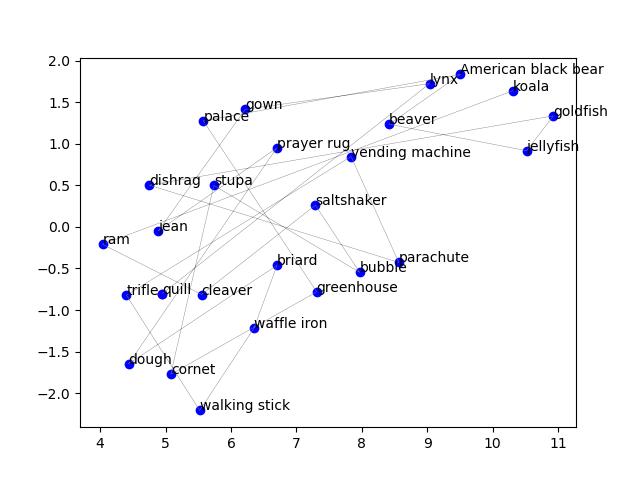 2.0
1.5
1.0
0.5
0.0
−0.5
−1.0
−1.5
−2.0
American black bear
lynx
koala
gown
goldfish
palace
beaver
prayer rug
jellyfish
vending machine
dishrag
stupa
saltshaker
jean
ram
parachute
briard
bubble
trifle
quill
cleaver
greenhouse
waffle iron
dough
cornet
walking stick
4
5
6
7
8
9
10
11